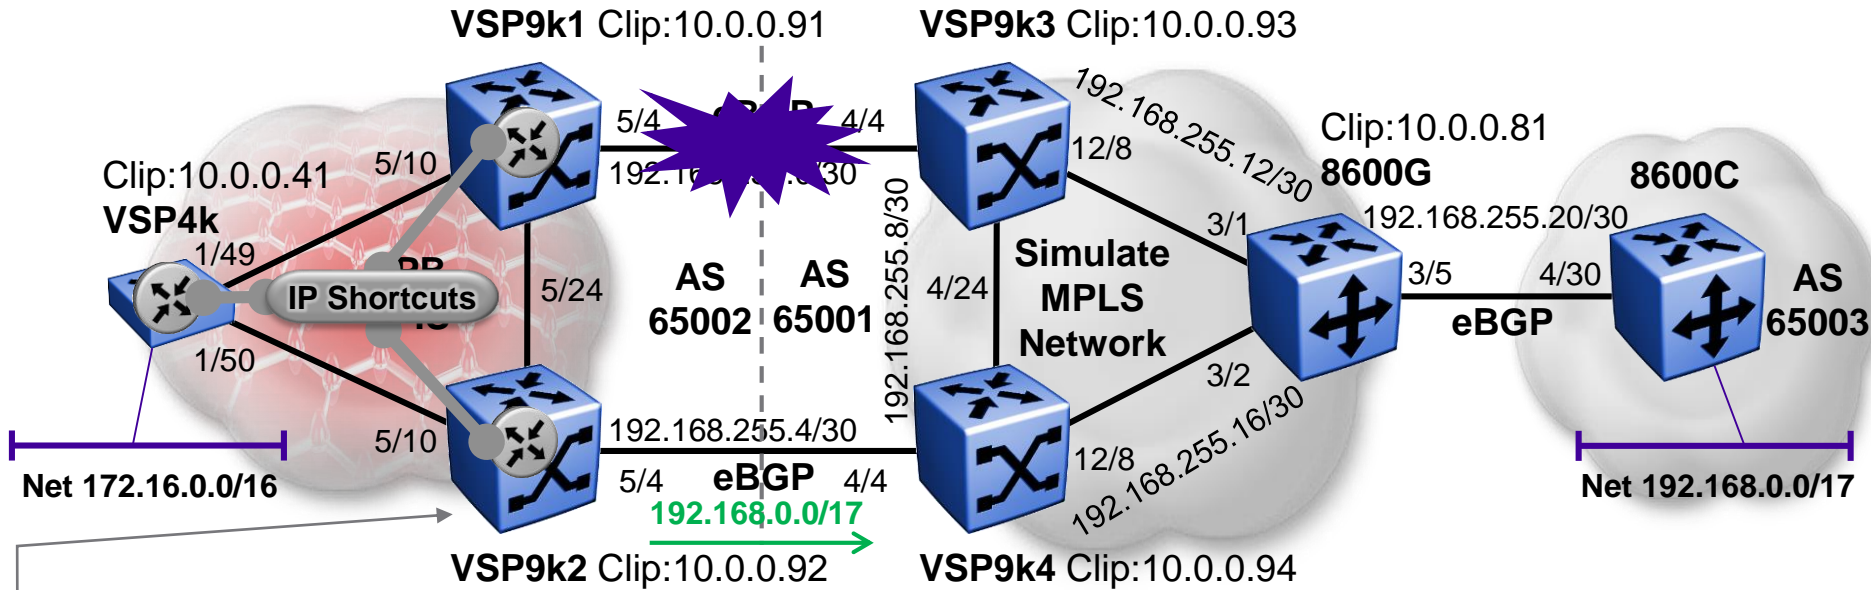 VSP9k1 Clip:10.0.0.91
VSP9k3 Clip:10.0.0.93
5/4
4/4
192.168.255.12/30
Clip:10.0.0.81
8600G
8600C
Clip:10.0.0.41
VSP4k
5/10
12/8
192.168.255.8/30
3/1
192.168.255.20/30
1/49
IP Shortcuts
5/24
AS
65002
AS
65001
4/24
Simulate
MPLS
Network
3/5
4/30
eBGP
AS
65003
1/50
3/2
5/10
192.168.255.4/30
12/8
192.168.255.16/30
5/4
eBGP
4/4
Net 172.16.0.0/16
Net 192.168.0.0/17
192.168.0.0/17
VSP9k2 Clip:10.0.0.92
VSP9k4 Clip:10.0.0.94